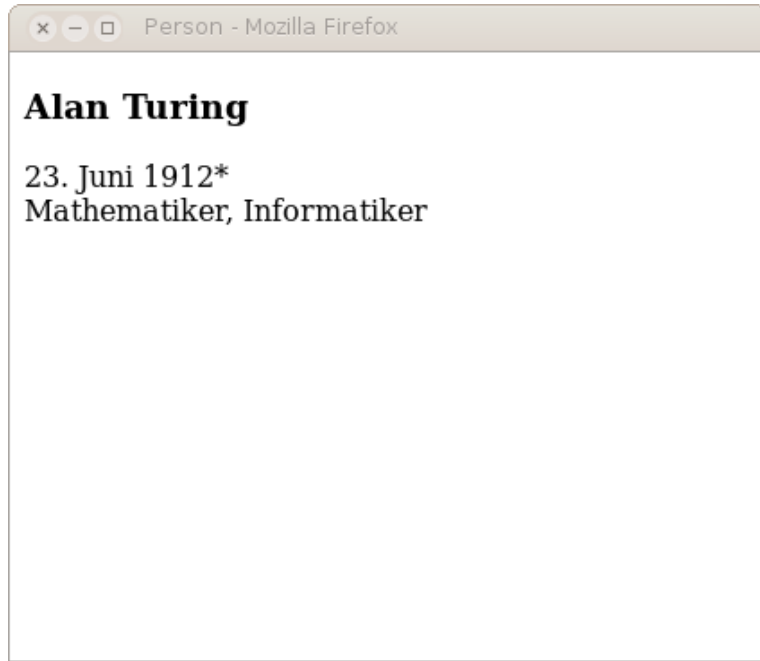 Person - Mozilla Firefox
Alan Turing
23. Juni 1912*
Mathematiker, Informatiker